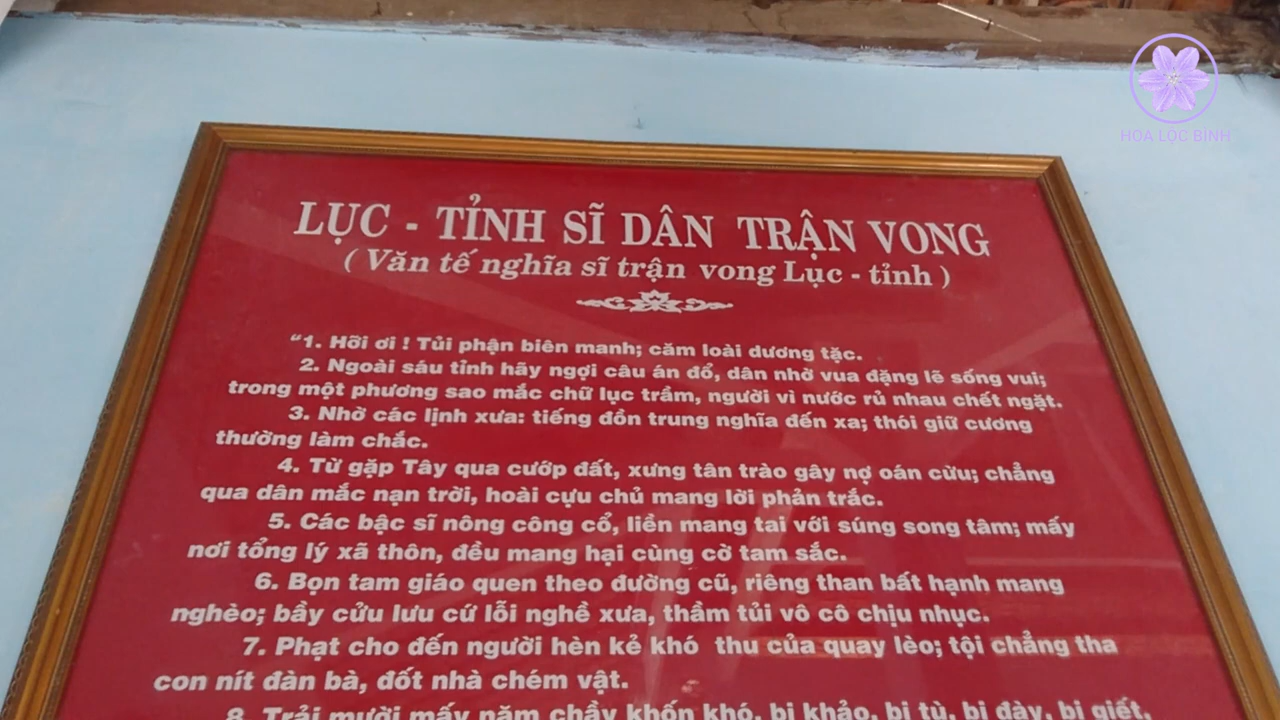 HOA LỘC BÌNH
LỤC - TỈNH SĨ DÂN TRẬN VONG
( Văn tế nghĩa sĩ trận vong Lục - tỉnh )
“1. Hỡi ơi ! Tủi phận biên manh; căm loài dương tặc.
2. Ngoài sáu tỉnh hãy ngợi câu án đổ, dân nhờ vua đặng lẽ sống vui;
trong một phương sao mắc chữ lục trầm, người vì nước rủ nhau chết ngặt.
3. Nhờ các lịnh xưa: tiếng đồn trung nghĩa đến xa; thói giữ cương
thường làm chắc.
4. Từ gặp Tây qua cướp đất, xưng tân trào gây nợ oán cừu; chẳng
qua dân mắc nạn trời, hoài cựu chủ mang lời phản trắc.
5. Các bậc sĩ nông công cổ, liền mang tai với súng song tâm; mấy
nơi tổng lý xã thôn, đều mang hại cùng cờ tam sắc.
6. Bọn tam giáo quen theo đường cũ, riêng than bất hạnh mang
nghèo; bầy cửu lưu cứ lỗi nghề xưa, thầm tủi vô cô chịu nhục.
7. Phạt cho đến người hèn kẻ khó thu của quay lèo; tội chẳng tha
con nít đàn bà, đốt nhà chém vật.
8. Trải mười mấy năm chầy khốn khó, bị khảo, bị tù, bị đày, bị giết,